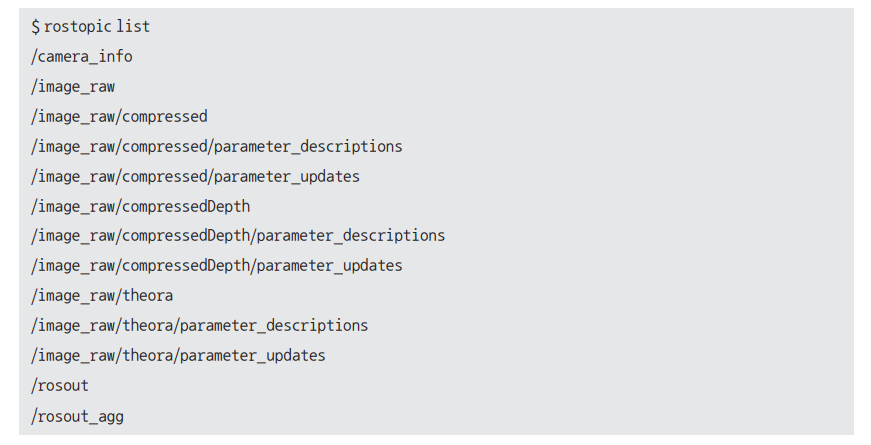 $ rostopic list
/camera_info
/image_raw
/image_raw/compressed
/image_raw/compressed/parameter_descriptions
/image_raw/compressed/parameter_updates
/image_raw/compressedDepth
/image_raw/compressedDepth/parameter_descriptions
/image_raw/compressedDepth/parameter_updates
/image_raw/theora
/image_raw/theora/parameter_descriptions
/image_raw/theora/parameter_updates
/rosout
/rosout_agg